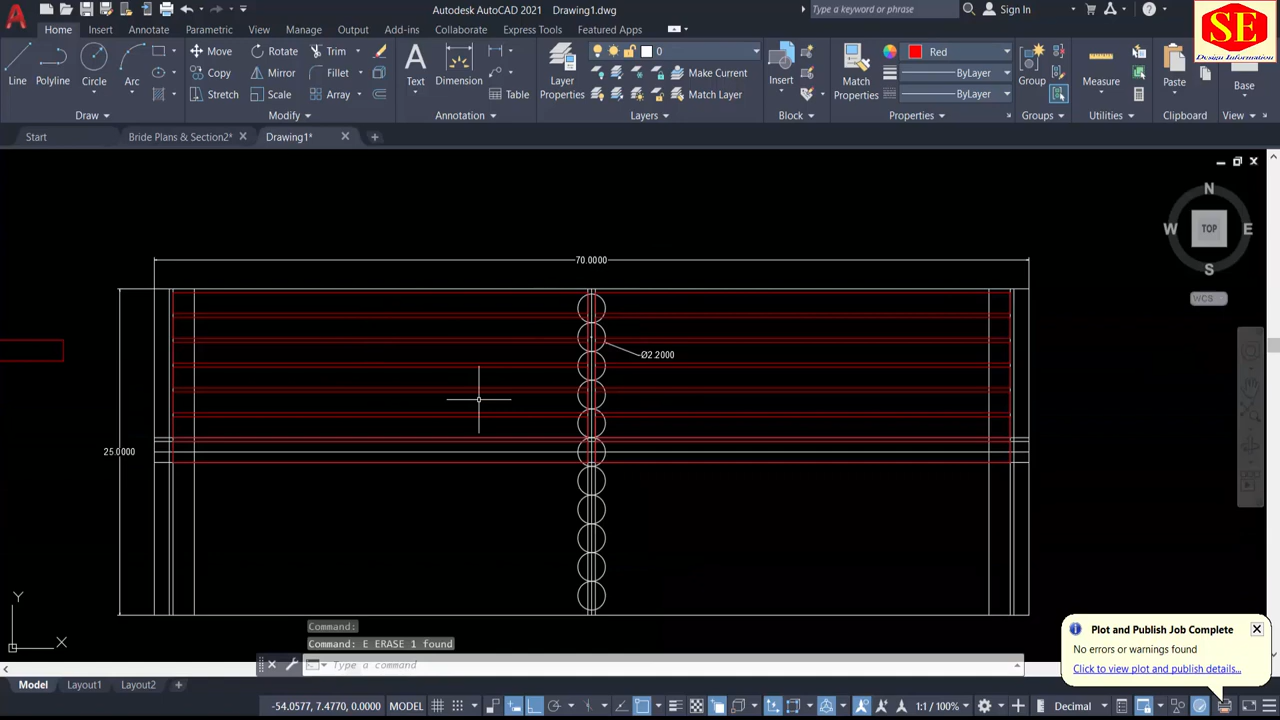 Autodesk AutoCAD 2021 Drawing1.dwg
Type a keyword or phrase
Sign In
SE
Design Information
Home Insert Annotate Parametric View Manage Output Add-ins Collaborate Express Tools Featured Apps
Line Polyline Circle Arc
Move Rotate Trim
Copy Mirror Fillet
Stretch Scale Array
Text Dimension Table
Layer Properties
0
Make Current
Match Layer
Insert
Match Properties
Red
ByLayer
ByLayer
Group
Measure
Paste
Base
Draw Modify Annotation Layers Block Properties Groups Utilities Clipboard View
Start Bride Plans & Section2* Drawing1*
N
W TOP E
S
WCS
70.0000
Ø2.2000
25.0000
Y
X
Command:
Command: E ERASE 1 found
Type a command
Plot and Publish Job Complete
No errors or warnings found
Click to view plot and publish details...
Model Layout1 Layout2
-54.0577, 7.4770, 0.0000 MODEL 1:1 / 100% Decimal